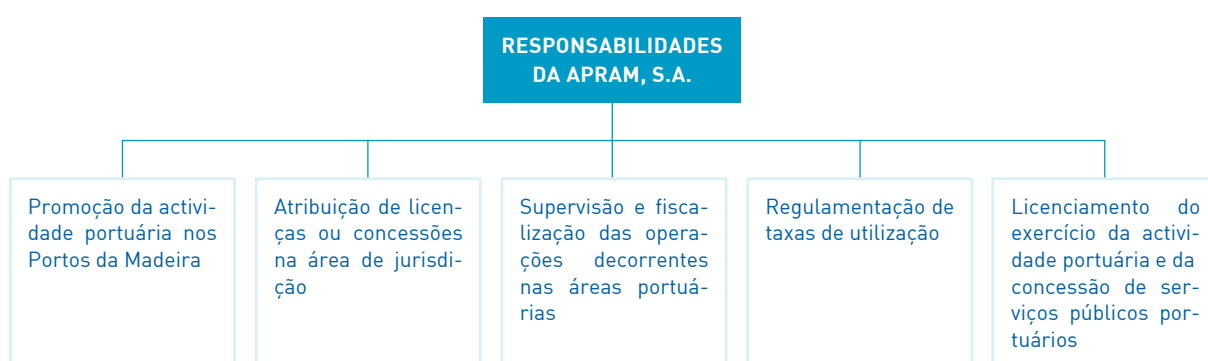 RESPONSABILIDADES
DA APRAM, S.A.
Promoção da activi-
dade portuária nos
Portos da Madeira
Atribuição de licen-
ças ou concessões
na área de jurisdi-
ção
Supervisão e fisca-
lização das opera-
ções decorrentes
nas áreas portuá-
rias
Regulamentação de
taxas de utilização
Licenciamento do
exercício da activi-
dade portuária e da
concessão de ser-
viços públicos por-
tuários